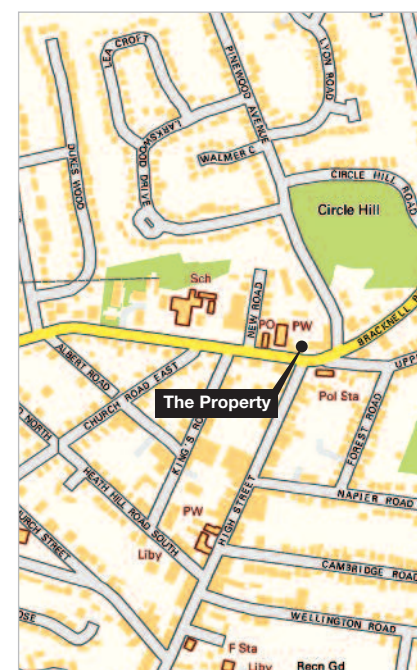 LEA CROFT
PINEWOOD AVENUE
LYON ROAD
LARKSWOOD DRIVE
DUKES WOOD
WALMER C
CIRCLE HILL ROAD
Circle Hill
Sch
NEW ROAD
PO
PW
BRACKNELL
UPP
ALBERT ROAD
CHURCH ROAD EAST
The Property
Pol Sta
FOREST ROAD
D NORTH
KING'S RO
HEATH HILL ROAD SOUTH
HIGH STREET
NAPIER ROAD
PW
URCH STREET
Liby
CAMBRIDGE ROAD
WELLINGTON ROAD
OSE
F Sta
Liby
Recn Gd